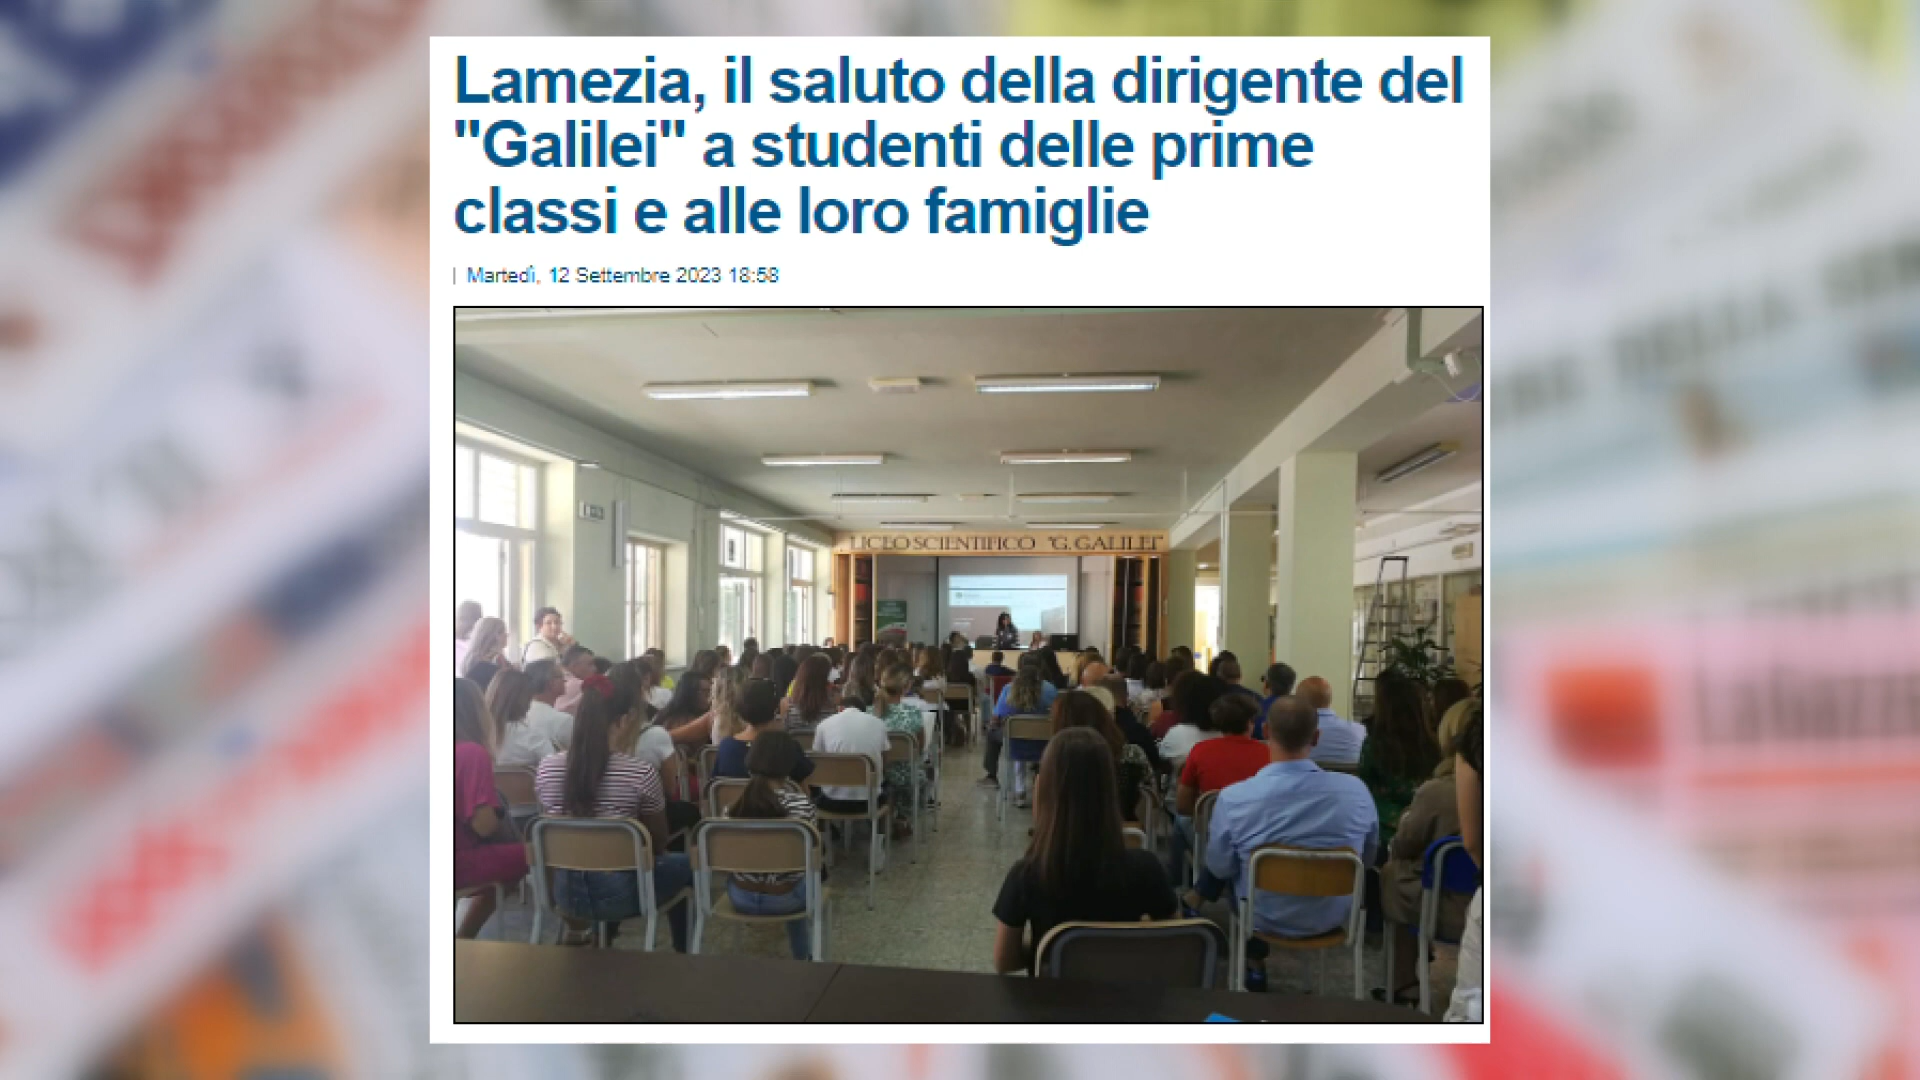 Lamezia, il saluto della dirigente del
"Galilei" a studenti delle prime
classi e alle loro famiglie
| Martedì, 12 Settembre 2023 18:58
LICEO SCIENTIFICO "G. GALILEI"